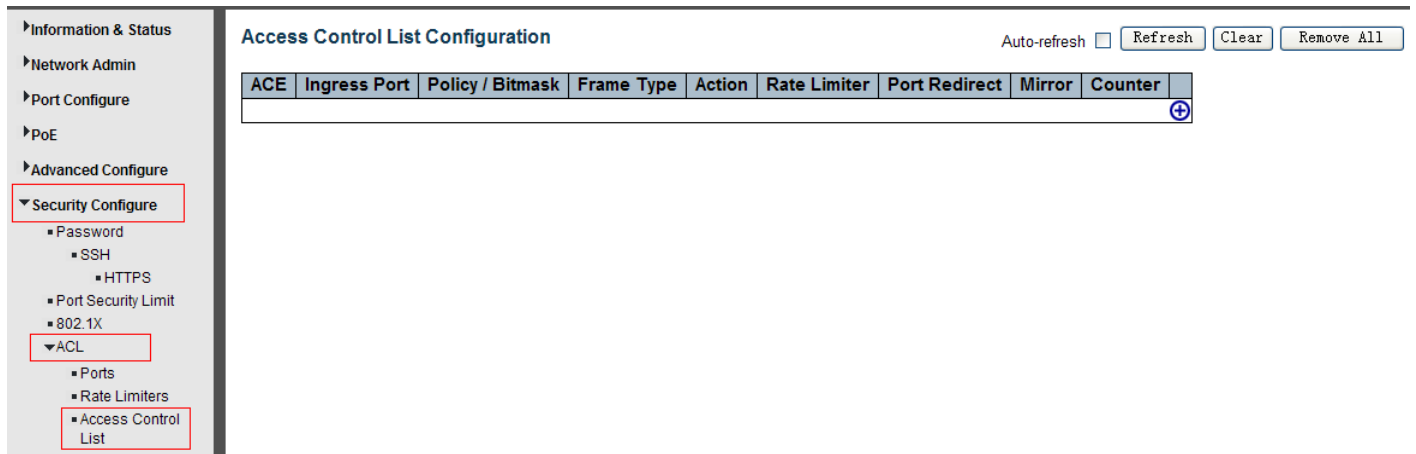 Information & Status
Network Admin
Port Configure
PoE
Advanced Configure
Security Configure
Password
SSH
HTTPS
Port Security Limit
802.1X
ACL
Ports
Rate Limiters
Access Control
List
Access Control List Configuration
Auto-refresh Refresh Clear Remove All
ACE Ingress Port Policy / Bitmask Frame Type Action Rate Limiter Port Redirect Mirror Counter